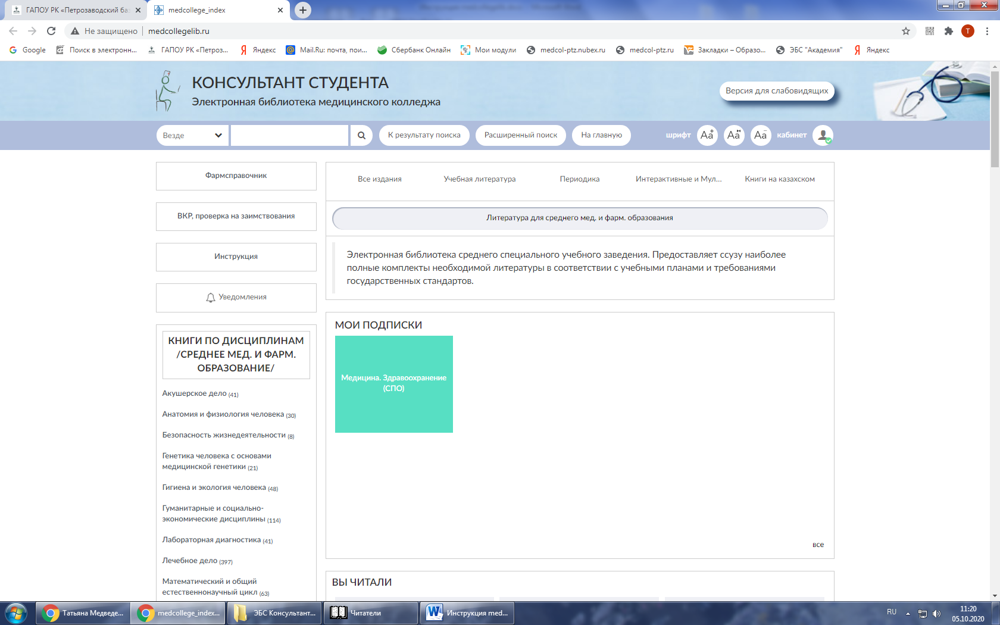 ГАПОУ РК «Петрозаводский ба
medcollege_index
Не защищено
medcollegelib.ru
T
Google
Поиск в электронн...
ГАПОУ РК «Петроз...
Яндекс
Mail.Ru: почта, пои...
Сбербанк Онлайн
Мои модули
medcol-ptz.nubex.ru
medcol-ptz.ru
Закладки – Образо...
ЭБС "Академия"
Яндекс
КОНСУЛЬТАНТ СТУДЕНТА
Электронная библиотека медицинского колледжа
Версия для слабовидящих
Везде
К результату поиска
Расширенный поиск
На главную
шрифт
Aa+
Aa
Aa−
кабинет
Фармсправочник
ВКР, проверка на заимствования
Инструкция
Уведомления
КНИГИ ПО ДИСЦИПЛИНАМ
/СРЕДНЕЕ МЕД. И ФАРМ.
ОБРАЗОВАНИЕ/
Акушерское дело (41)
Анатомия и физиология человека (30)
Безопасность жизнедеятельности (8)
Генетика человека с основами
медицинской генетики (21)
Гигиена и экология человека (48)
Гуманитарные и социально-
экономические дисциплины (114)
Лабораторная диагностика (41)
Лечебное дело (397)
Математический и общий
естественнонаучный цикл (63)
Все издания
Учебная литература
Периодика
Интерактивные и Мул...
Книги на казахском
Литература для среднего мед. и фарм. образования
Электронная библиотека среднего специального учебного заведения. Предоставляет ссузу наиболее
полные комплекты необходимой литературы в соответствии с учебными планами и требованиями
государственных стандартов.
МОИ ПОДПИСКИ
Медицина. Здравоохранение
(СПО)
все
ВЫ ЧИТАЛИ
Татьяна Медведе...
medcollege_index...
ЭБС Консультант...
Читатели
Инструкция med...
RU
11:20
05.10.2020